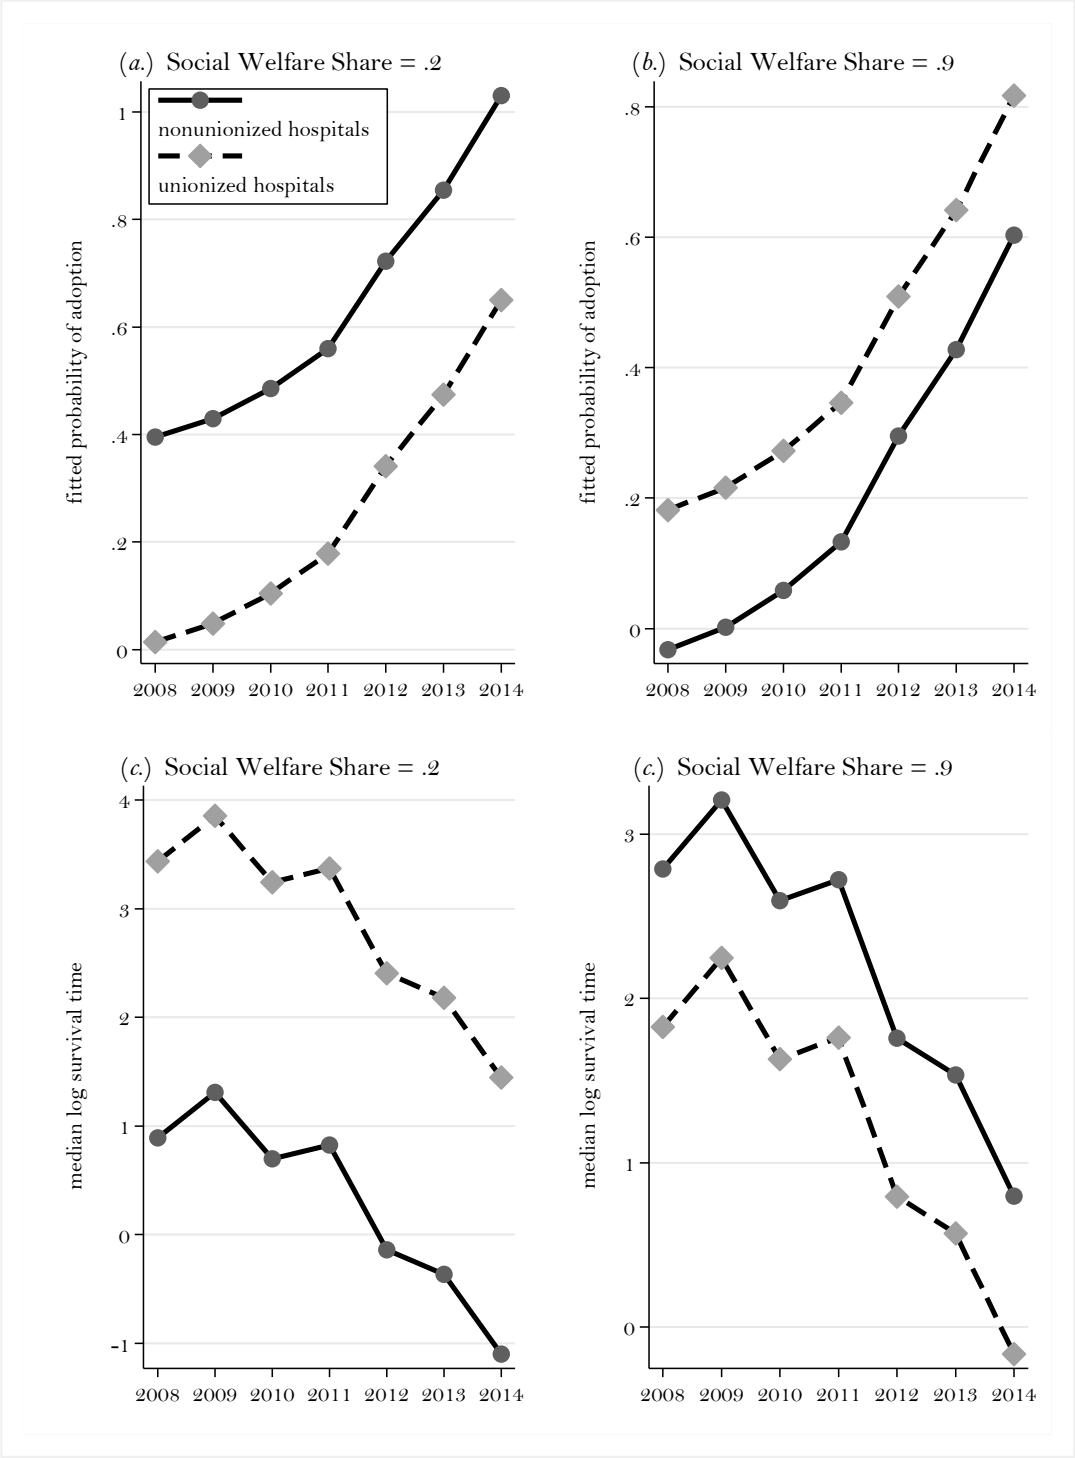 (a.) Social Welfare Share = .2
nonunionized hospitals
unionized hospitals
fitted probability of adoption
1
.8
.6
.4
.2
0
2008 2009 2010 2011 2012 2013 2014
(b.) Social Welfare Share = .9
fitted probability of adoption
.8
.6
.4
.2
0
2008 2009 2010 2011 2012 2013 2014
(c.) Social Welfare Share = .2
median log survival time
4
3
2
1
0
-1
2008 2009 2010 2011 2012 2013 2014
(c.) Social Welfare Share = .9
median log survival time
3
2
1
0
2008 2009 2010 2011 2012 2013 2014